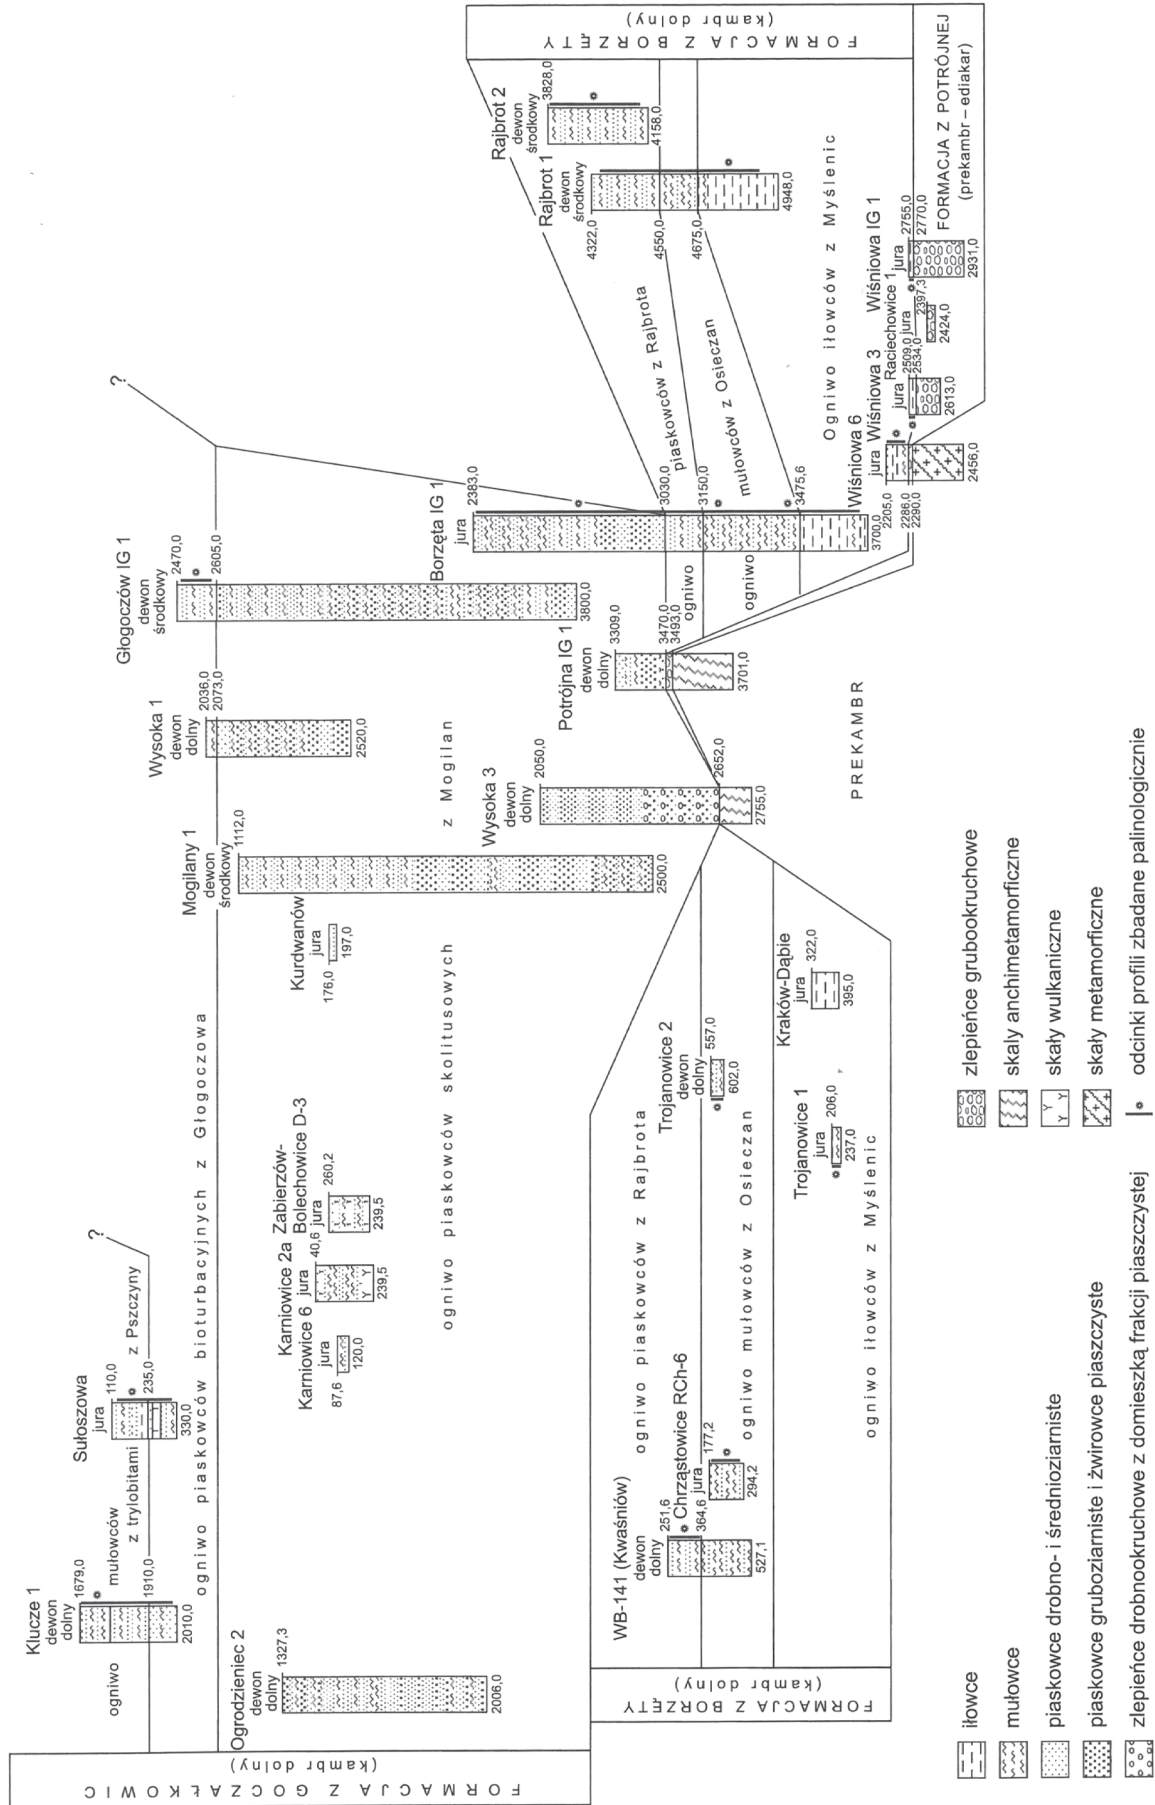 FORMACJA Z GOCZAŁKOWIC
(kambr dolny)
ogniwo
mułowców
z trylobitami
z Pszczyny
?
Klucze 1
dewon
dolny
1679,0
1910,0
2010,0
Sułoszowa
jura
110,0
235,0
330,0
ogniwo piaskowców bioturbacyjnych z Głogoczowa
Ogrodzieniec 2
dewon
dolny
1327,3
2006,0
Karniowice 6
jura
87,6
120,0
Karniowice 2a
jura
40,6
239,5
Zabierzów-
Bolechowice D-3
jura
260,2
239,5
Kurdwanów
jura
176,0
197,0
Mogilany 1
dewon
środkowy
1112,0
2500,0
Wysoka 1
dewon
dolny
2036,0
2073,0
2520,0
Głogoczów IG 1
dewon
środkowy
2470,0
2605,0
3800,0
?
ogniwo piaskowców skolitusowych
z Mogilan
Wysoka 3
dewon
dolny
2050,0
2652,0
2755,0
Potrójna IG 1
dewon
dolny
3309,0
3470,0
3493,0
3701,0
Borzęta IG 1
jura
2383,0
3030,0
3150,0
3475,6
3700,0
Rajbrot 1
dewon
środkowy
4322,0
4550,0
4675,0
4948,0
Rajbrot 2
dewon
środkowy
3828,0
4158,0
FORMACJA Z BORZĘTY
(kambr dolny)
ogniwo
piaskowców z Rajbrota
ogniwo
mułowców z Osieczan
Ogniwo iłowców z Myślenic
Wiśniowa 6
jura
2205,0
2286,0
2290,0
2456,0
Wiśniowa 3
jura
2509,0
2534,0
2613,0
Raciechowice 1
jura
2397,3
2424,0
Wiśniowa IG 1
jura
2755,0
2770,0
2931,0
FORMACJA Z POTRÓJNEJ
(prekambr – ediakar)
PREKAMBR
FORMACJA Z BORZĘTY
(kambr dolny)
WB-141 (Kwaśniów)
dewon
dolny
251,6
364,6
527,1
Chrząstowice RCh-6
jura
177,2
294,2
ogniwo piaskowców z Rajbrota
ogniwo mułowców z Osieczan
ogniwo iłowców z Myślenic
Trojanowice 2
dewon
dolny
557,0
602,0
Trojanowice 1
jura
206,0
237,0
Kraków-Dąbie
jura
322,0
395,0
iłowce
mułowce
piaskowce drobno- i średnioziarniste
piaskowce gruboziarniste i żwirowce piaszczyste
zlepieńce drobnookruchowe z domieszką frakcji piaszczystej
zlepieńce grubookruchowe
skały anchimetamorficzne
skały wulkaniczne
skały metamorficzne
odcinki profili zbadane palinologicznie